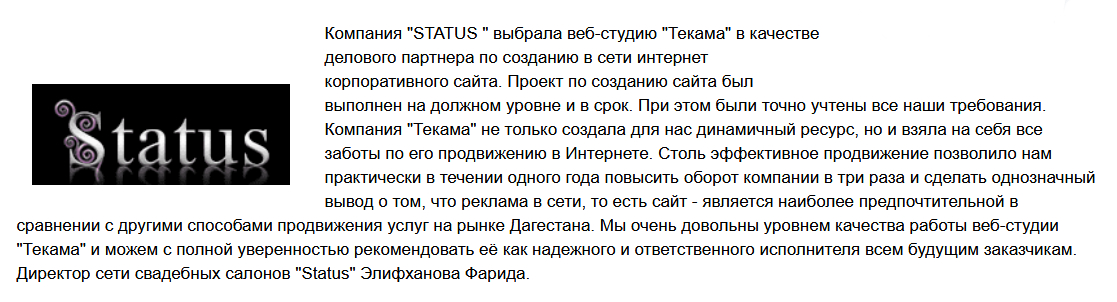 Компания "STATUS " выбрала веб-студию "Текама" в качестве
делового партнера по созданию в сети интернет
корпоративного сайта. Проект по созданию сайта был
выполнен на должном уровне и в срок. При этом были точно учтены все наши требования.
Status
Компания "Текама" не только создала для нас динамичный ресурс, но и взяла на себя все
заботы по его продвижению в Интернете. Столь эффективное продвижение позволило нам
практически в течении одного года повысить оборот компании в три раза и сделать однозначный
вывод о том, что реклама в сети, то есть сайт - является наиболее предпочтительной в
сравнении с другими способами продвижения услуг на рынке Дагестана. Мы очень довольны уровнем качества работы веб-студии
"Текама" и можем с полной уверенностью рекомендовать её как надежного и ответственного исполнителя всем будущим заказчикам.
Директор сети свадебных салонов "Status" Элифханова Фарида.